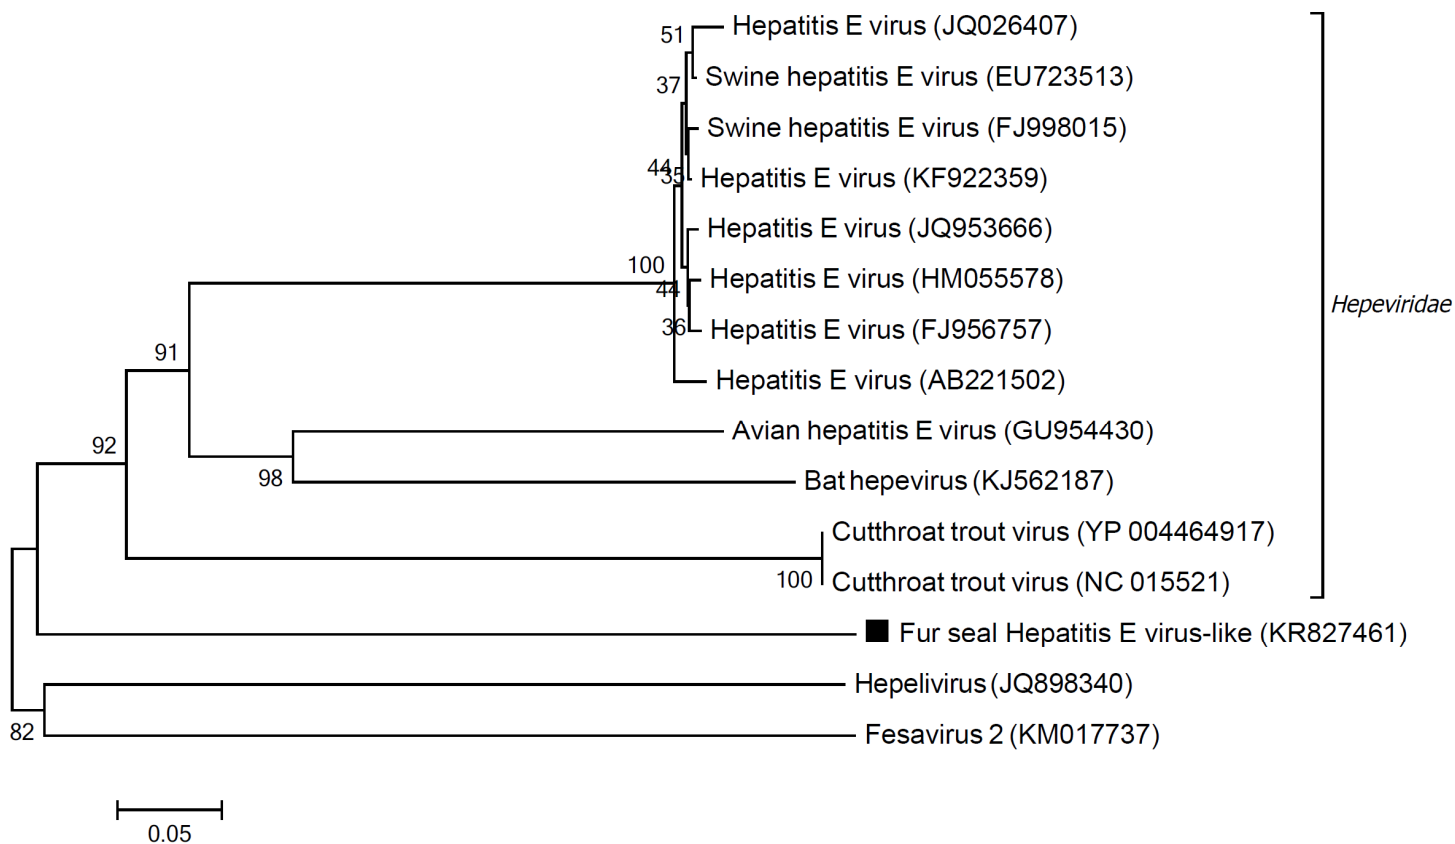 51
Hepatitis E virus (JQ026407)
37
Swine hepatitis E virus (EU723513)
Swine hepatitis E virus (FJ998015)
44
35
Hepatitis E virus (KF922359)
Hepatitis E virus (JQ953666)
100
44
Hepatitis E virus (HM055578)
Hepeviridae
36
Hepatitis E virus (FJ956757)
91
Hepatitis E virus (AB221502)
92
Avian hepatitis E virus (GU954430)
98
Bat hepevirus (KJ562187)
Cutthroat trout virus (YP 004464917)
100
Cutthroat trout virus (NC 015521)
Fur seal Hepatitis E virus-like (KR827461)
Hepelivirus (JQ898340)
82
Fesavirus 2 (KM017737)
0.05